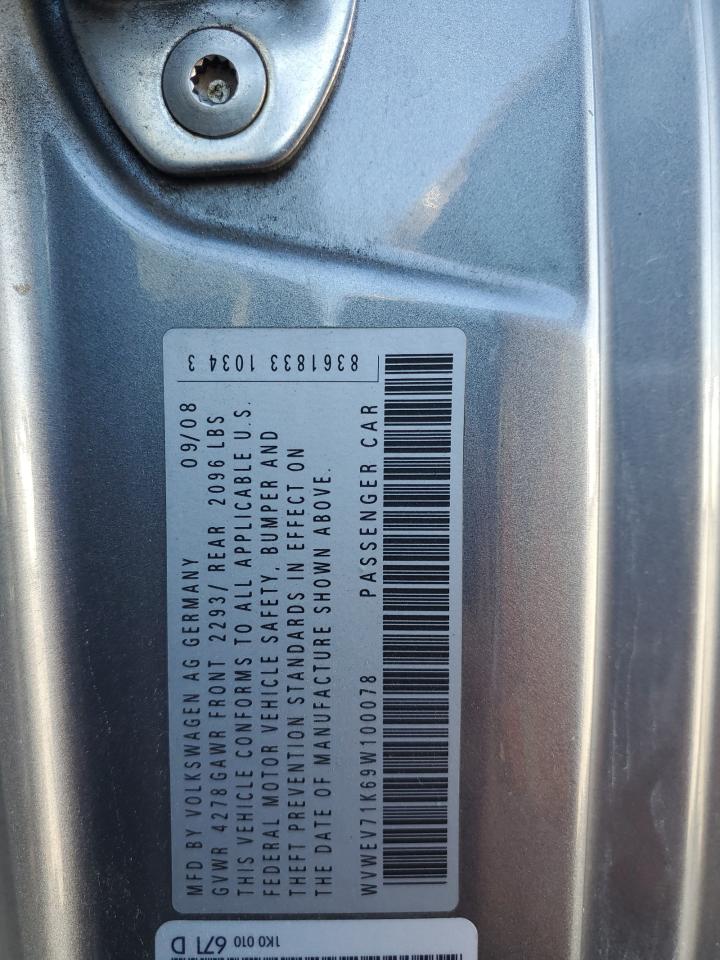 MFD BY VOLKSWAGEN AG GERMANY 09/08
GVWR 4278GAWR FRONT 2293/ REAR 2096 LBS
THIS VEHICLE CONFORMS TO ALL APPLICABLE U.S.
FEDERAL MOTOR VEHICLE SAFETY, BUMPER AND
THEFT PREVENTION STANDARDS IN EFFECT ON
THE DATE OF MANUFACTURE SHOWN ABOVE.
WVWEV71K69W100078 PASSENGER CAR
8361833 1034 3
1K0 010
671 D